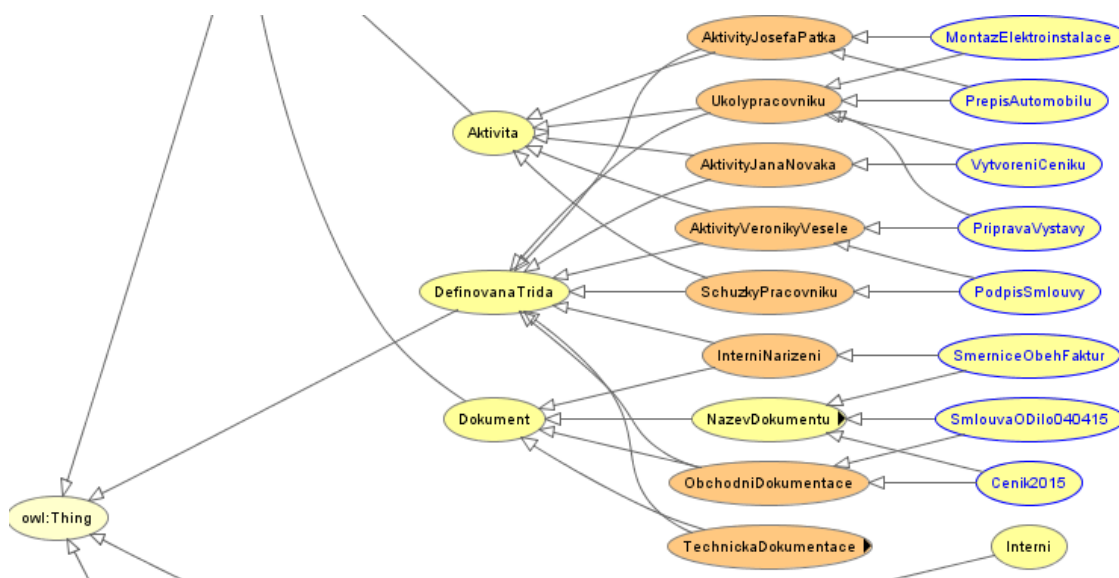 AktivityJosefaPatka
MontazElektroinstalace
Ukolypracovniku
PrepisAutomobilu
Aktivita
AktivityJanaNovaka
VytvoreniCeniku
AktivityVeronikyVesele
PripravaVystavy
DefinovanaTrida
SchuzkyPracovniku
PodpisSmlouvy
InterniNarizeni
SmerniceObehFaktur
Dokument
NazevDokumentu
SmlouvaODilo040415
ObchodniDokumentace
Cenik2015
owl:Thing
TechnickaDokumentace
Interni